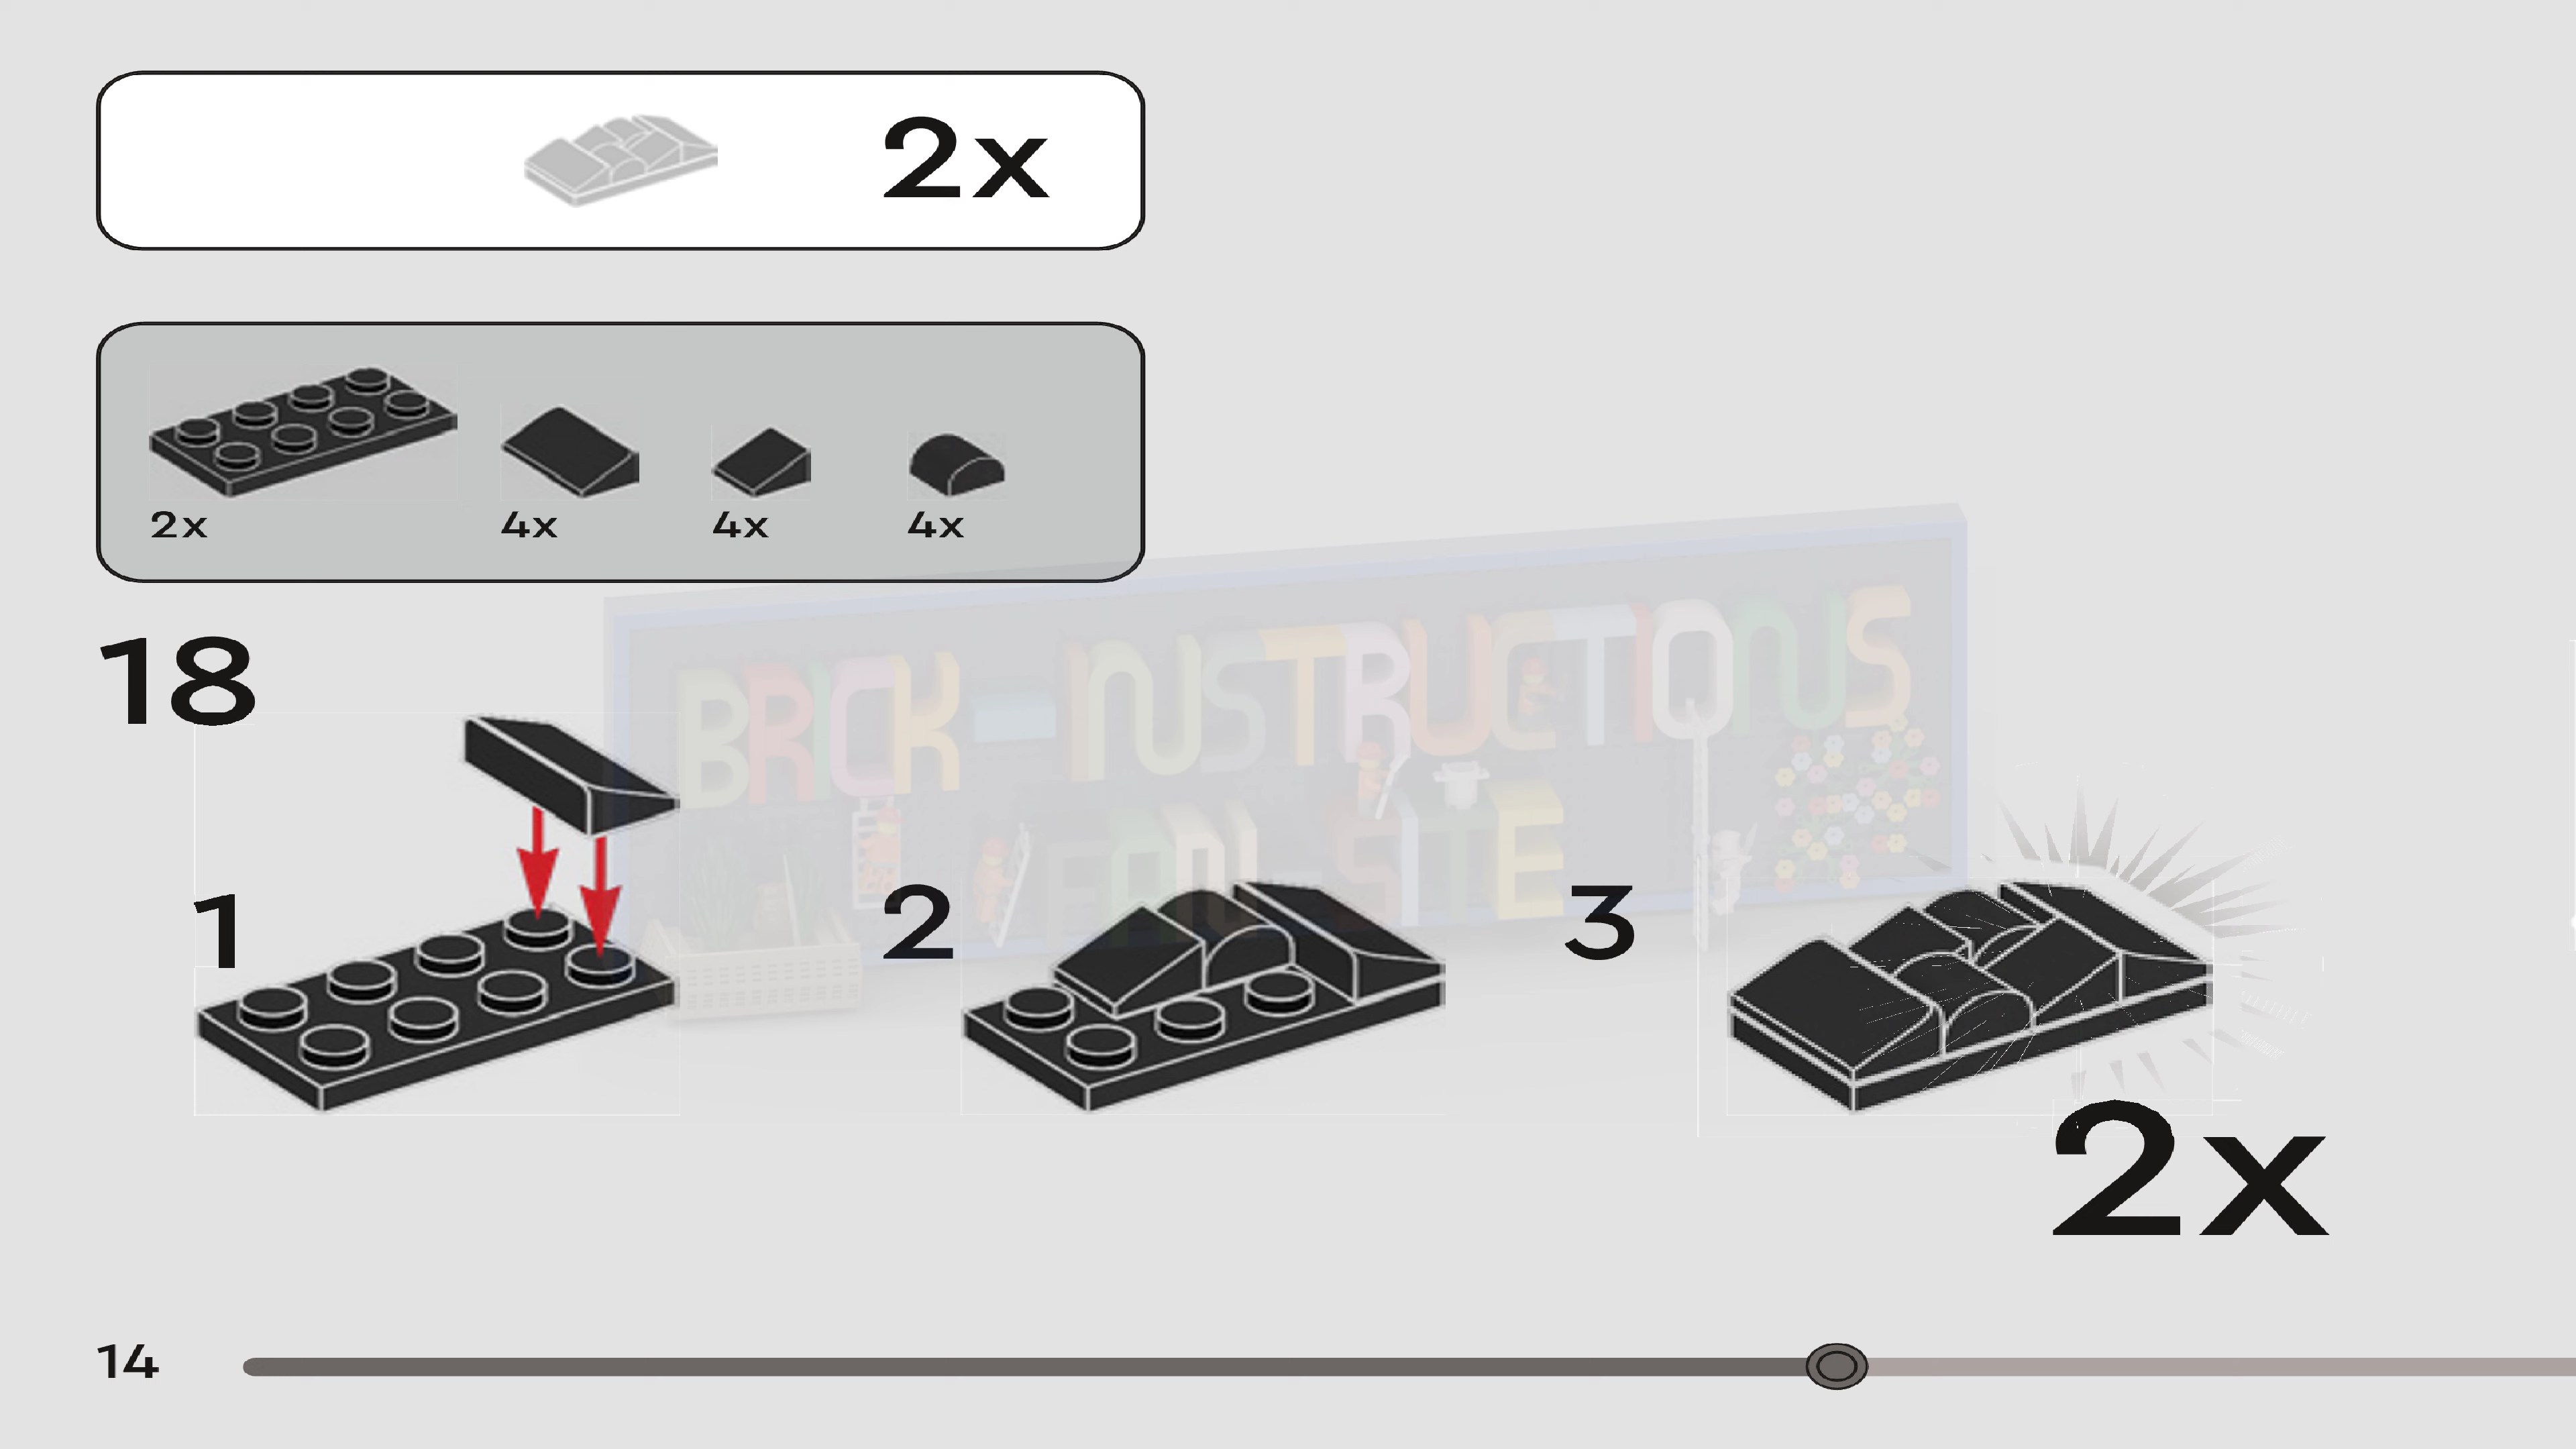 2x
2x 4x 4x 4x
18
BRICK-INSTRUCTIONS
FAN-SITE
1 2 3
2x
14